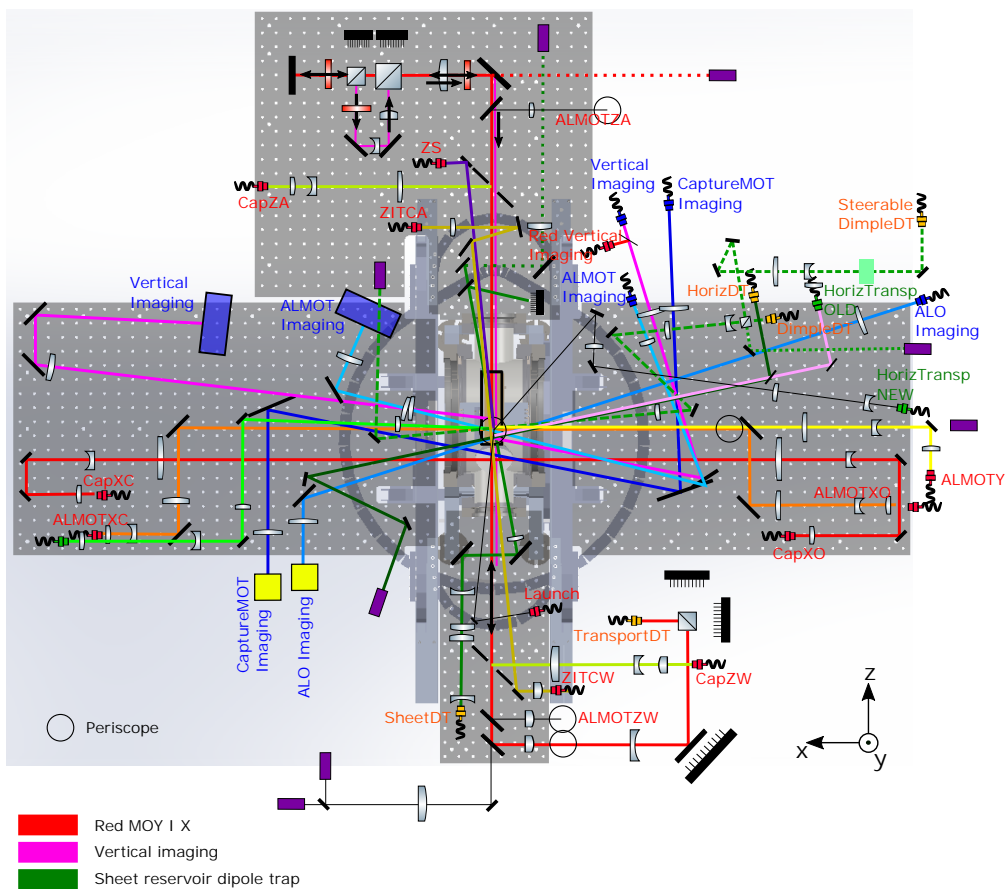 ALMOTZA
ZS
Vertical
Imaging
CaptureMOT
Imaging
CapZA
Steerable
DimpleDT
ZITCA
Red Vertical
Imaging
ALMOT
Imaging
Vertical
Imaging
ALMOT
Imaging
HorizDT
HorizTransp
OLD
DimpleDT
ALO
Imaging
HorizTransp
NEW
CapXC
ALMOTXC
ALMOTXO
ALMOTY
CapXO
CaptureMOT
Imaging
ALO Imaging
Launch
TransportDT
ZITCW
CapZW
SheetDT
ALMOTZW
Periscope
z
x
y
Red MOY I X
Vertical imaging
Sheet reservoir dipole trap